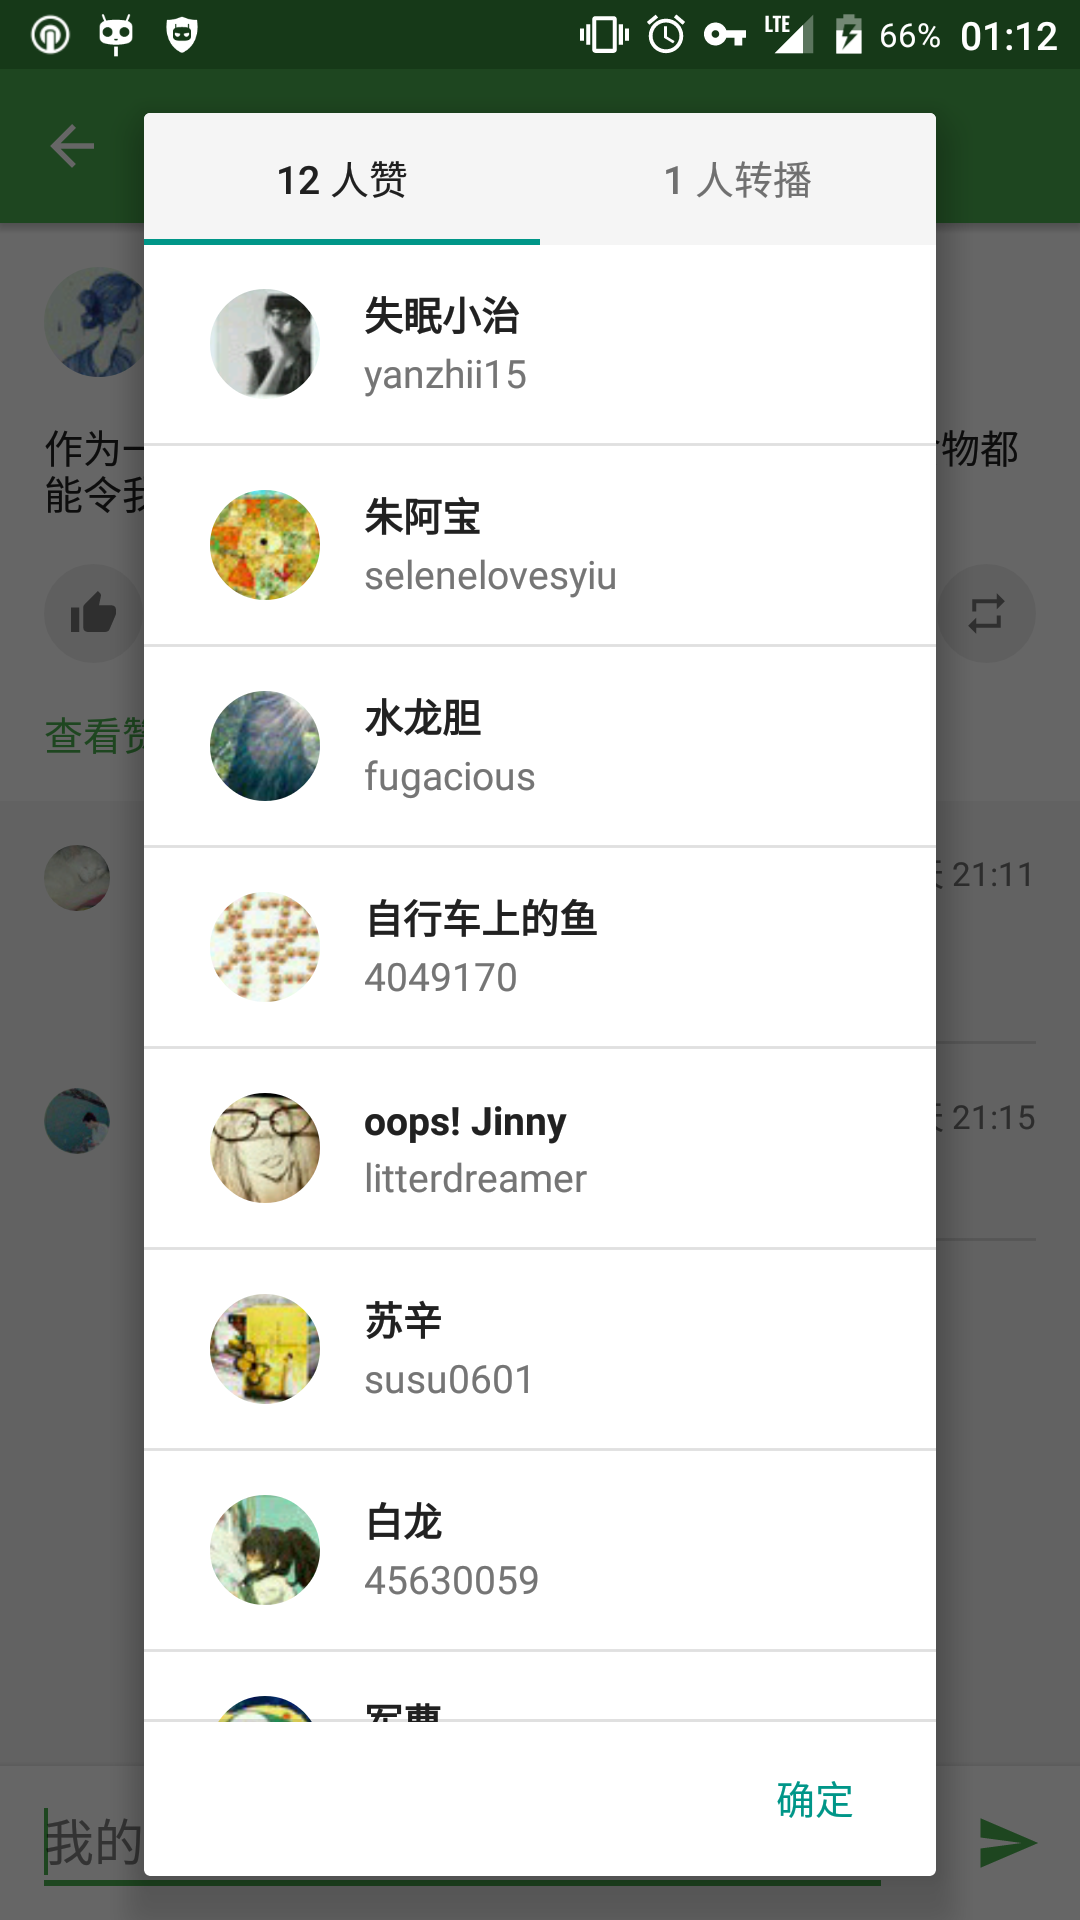 LTE 66% 01:12
12 人赞 1 人转播
失眠小治
yanzhii15
作为一
物都
朱阿宝
能令我
selenelovesyiu
水龙胆
查看赞
fugacious
21:11
自行车上的鱼
4049170
oops! Jinny
21:15
litterdreamer
苏辛
susu0601
白龙
45630059
军曹
确定
我的